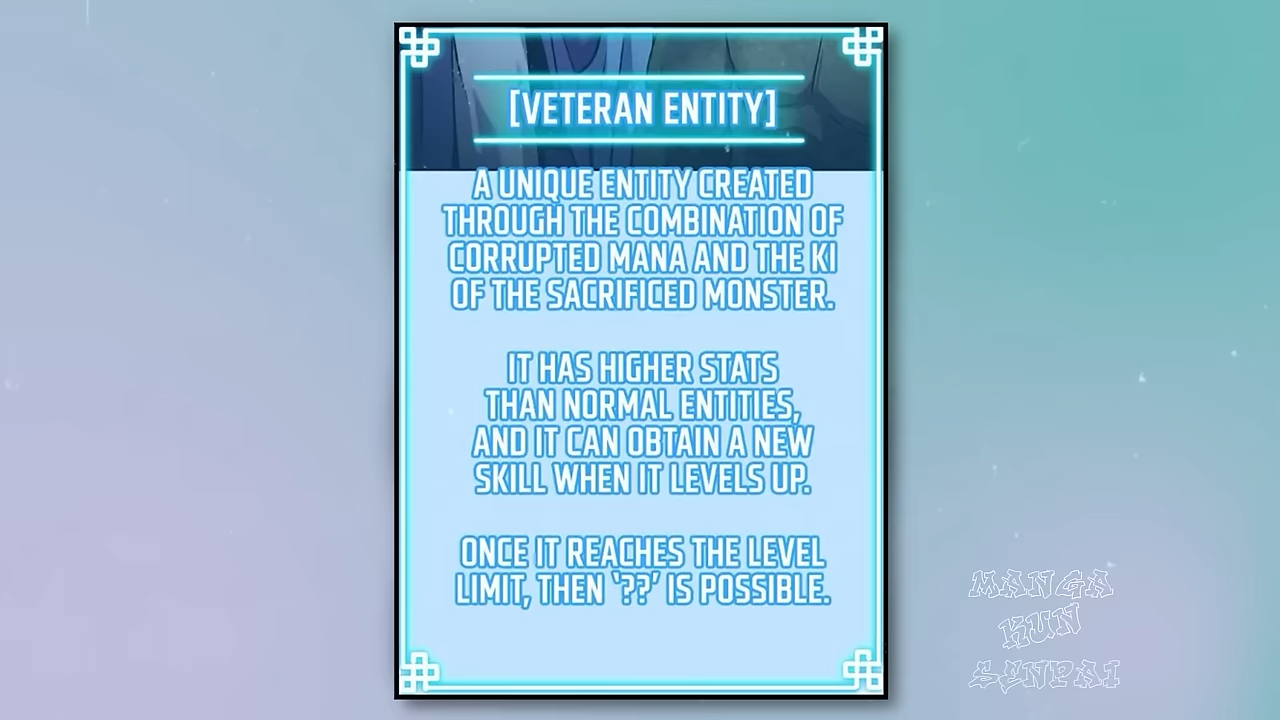 [VETERAN ENTITY]
A UNIQUE ENTITY CREATED
THROUGH THE COMBINATION OF
CORRUPTED MANA AND THE KI
OF THE SACRIFICED MONSTER.
IT HAS HIGHER STATS
THAN NORMAL ENTITIES,
AND IT CAN OBTAIN A NEW
SKILL WHEN IT LEVELS UP.
ONCE IT REACHES THE LEVEL
LIMIT, THEN '??' IS POSSIBLE.
MANGA
KUN
SENPAI